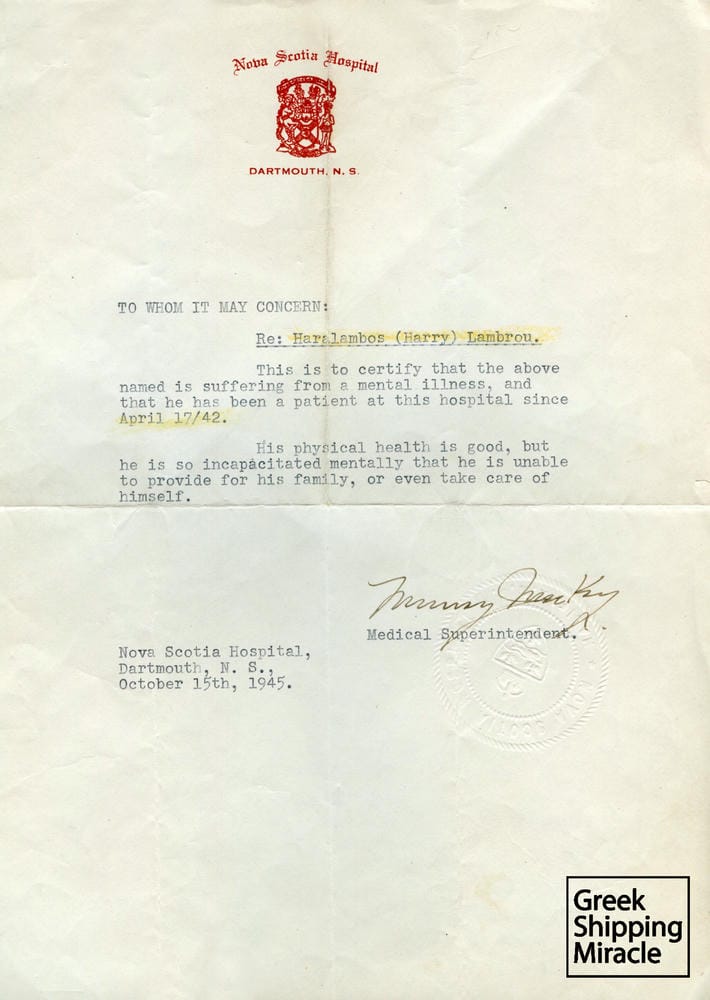 Nova Scotia Hospital
DARTMOUTH, N. S.
TO WHOM IT MAY CONCERN:
Re: Haralambos (Harry) Lambrou.
This is to certify that the above
named is suffering from a mental illness, and
that he has been a patient at this hospital since
April 17/42.
His physical health is good, but
he is so incapacitated mentally that he is unable
to provide for his family, or even take care of
himself.
Medical Superintendent.
Nova Scotia Hospital,
Dartmouth, N. S.,
October 15th, 1945.
NOVA SCOTIA
Greek
Shipping
Miracle